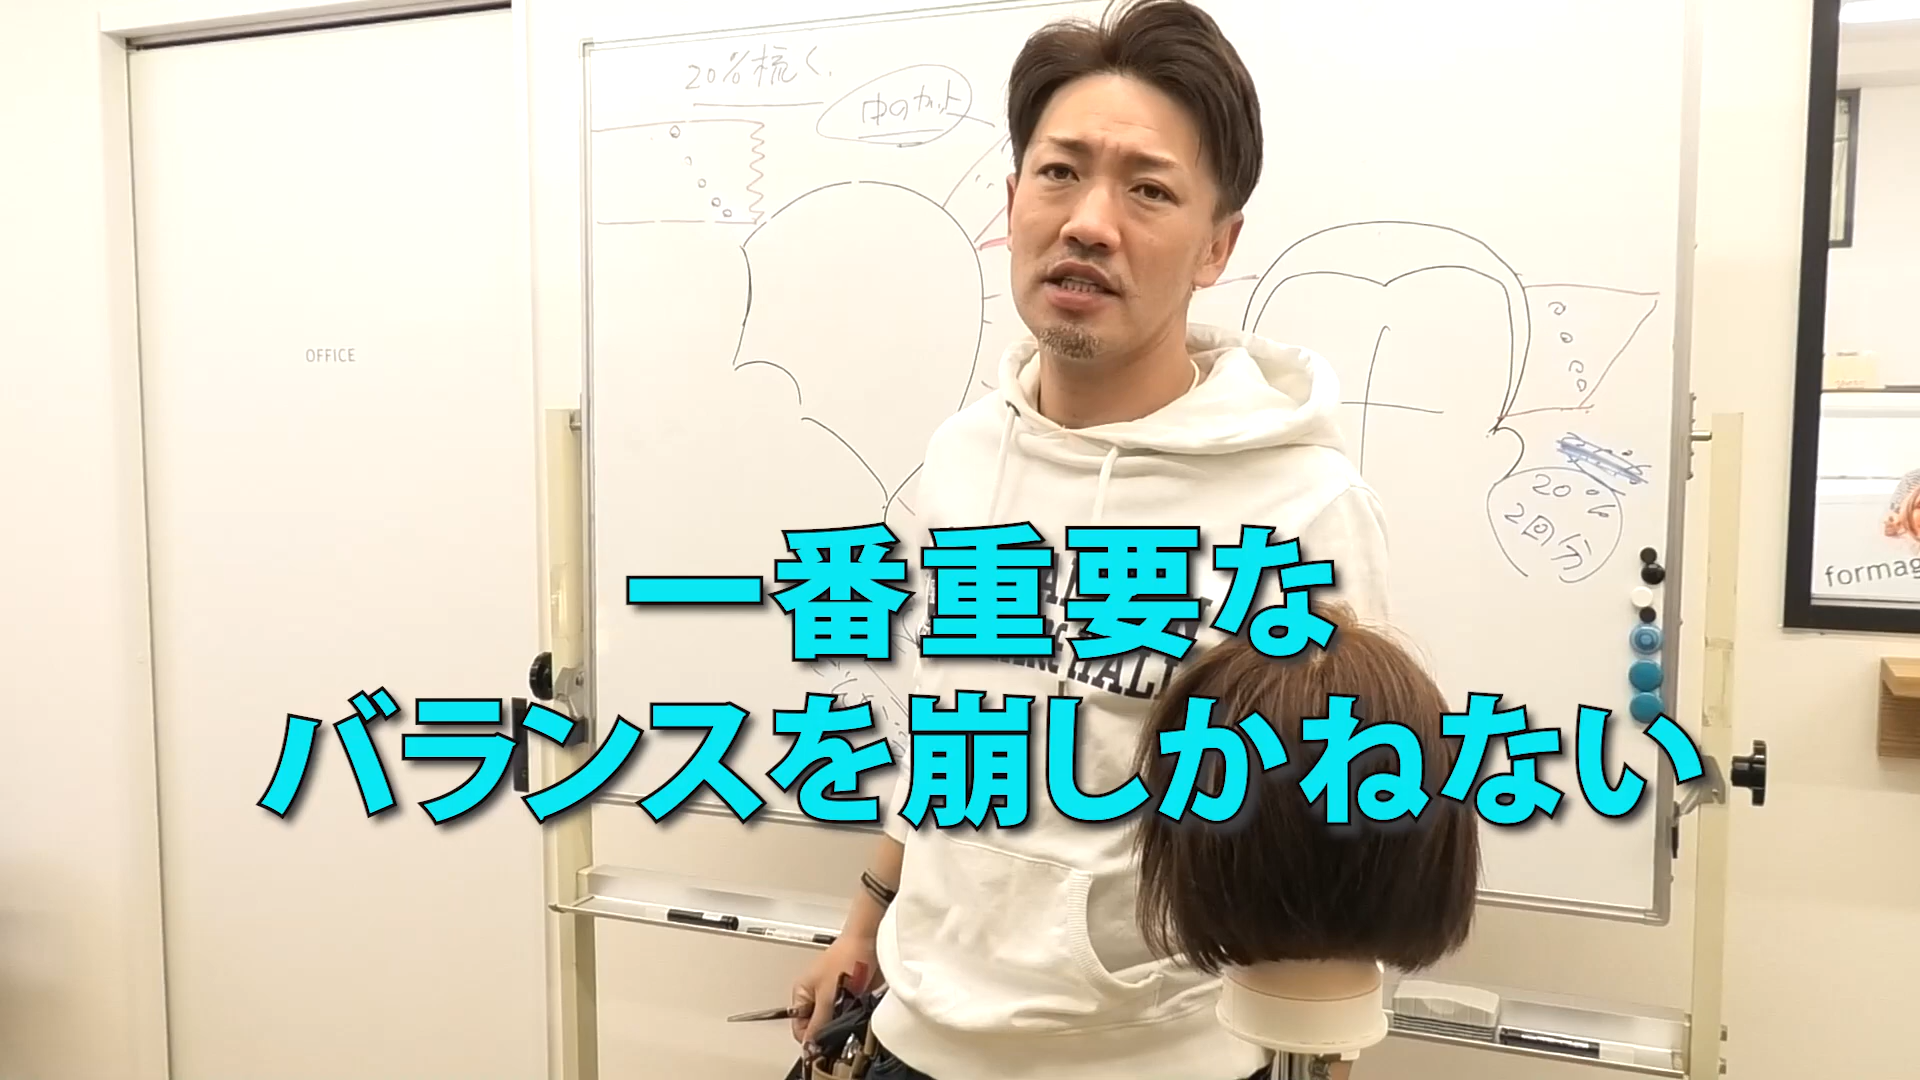 20%梳く.
中のカット
OFFICE
20%
2回分
formag
一番重要な
バランスを崩しかねない